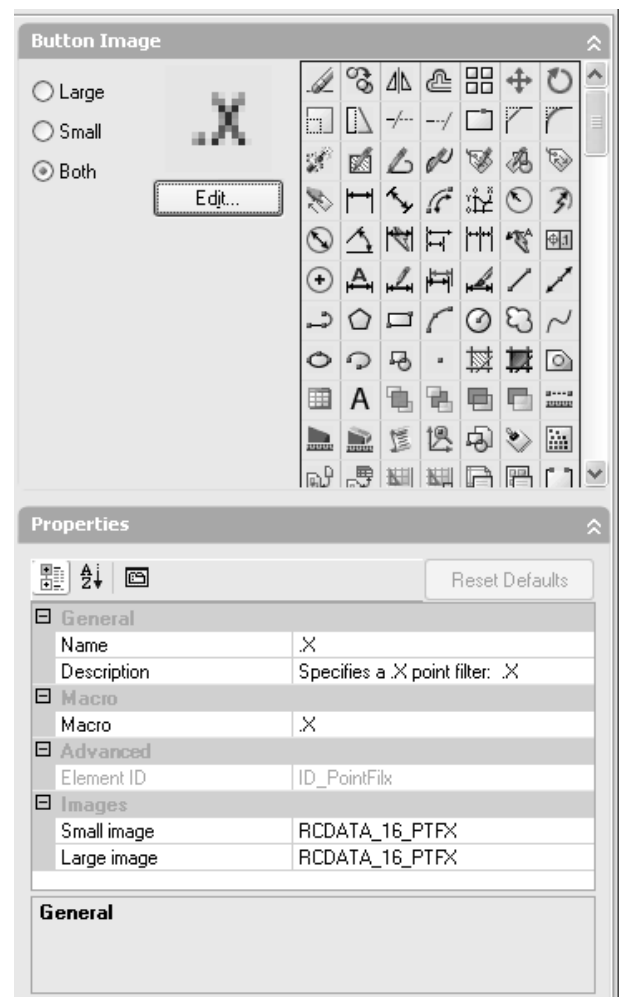 Button Image
Large
Small
Both
Edit...
Properties
Reset Defaults
General
Name .X
Description Specifies a .X point filter: .X
Macro
Macro .X
Advanced
Element ID ID_PointFilx
Images
Small image RCDATA_16_PTFX
Large image RCDATA_16_PTFX
General